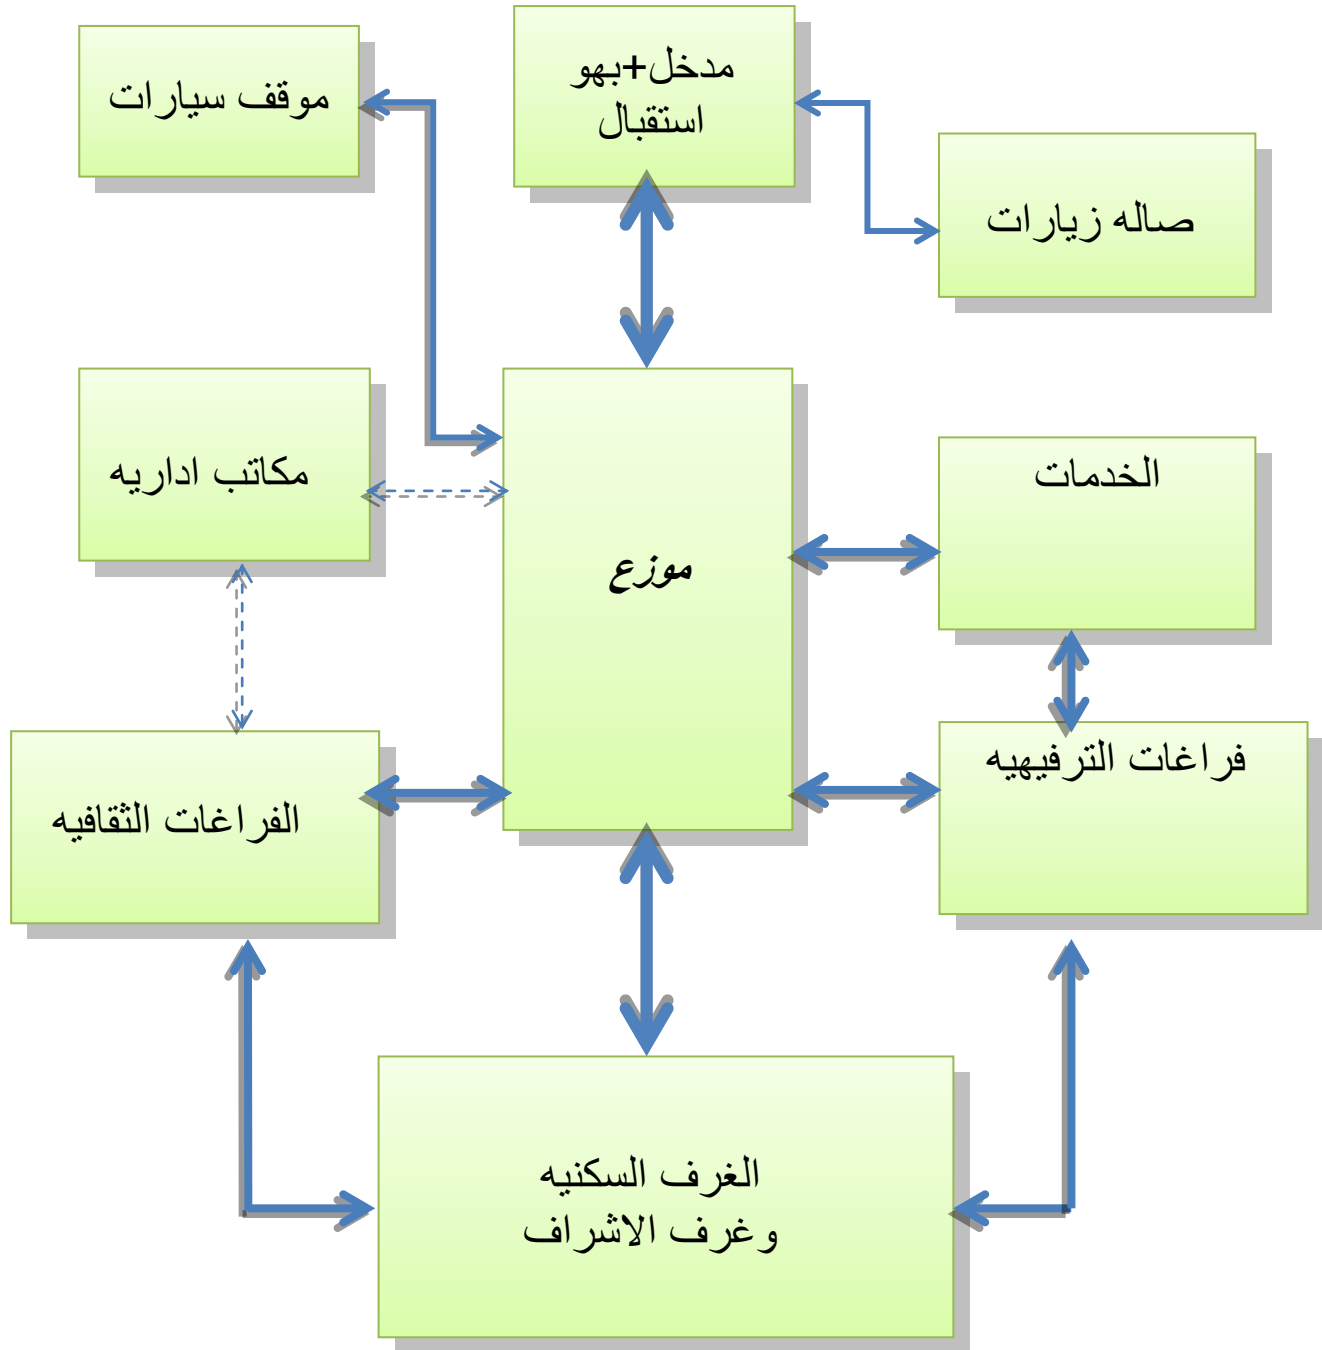 موقف سيارات
مدخل+بهو
استقبال
صاله زيارات
مكاتب اداريه
موزع
الخدمات
الفراغات الثقافيه
فراغات الترفيهيه
الغرف السكنيه
وغرف الاشراف